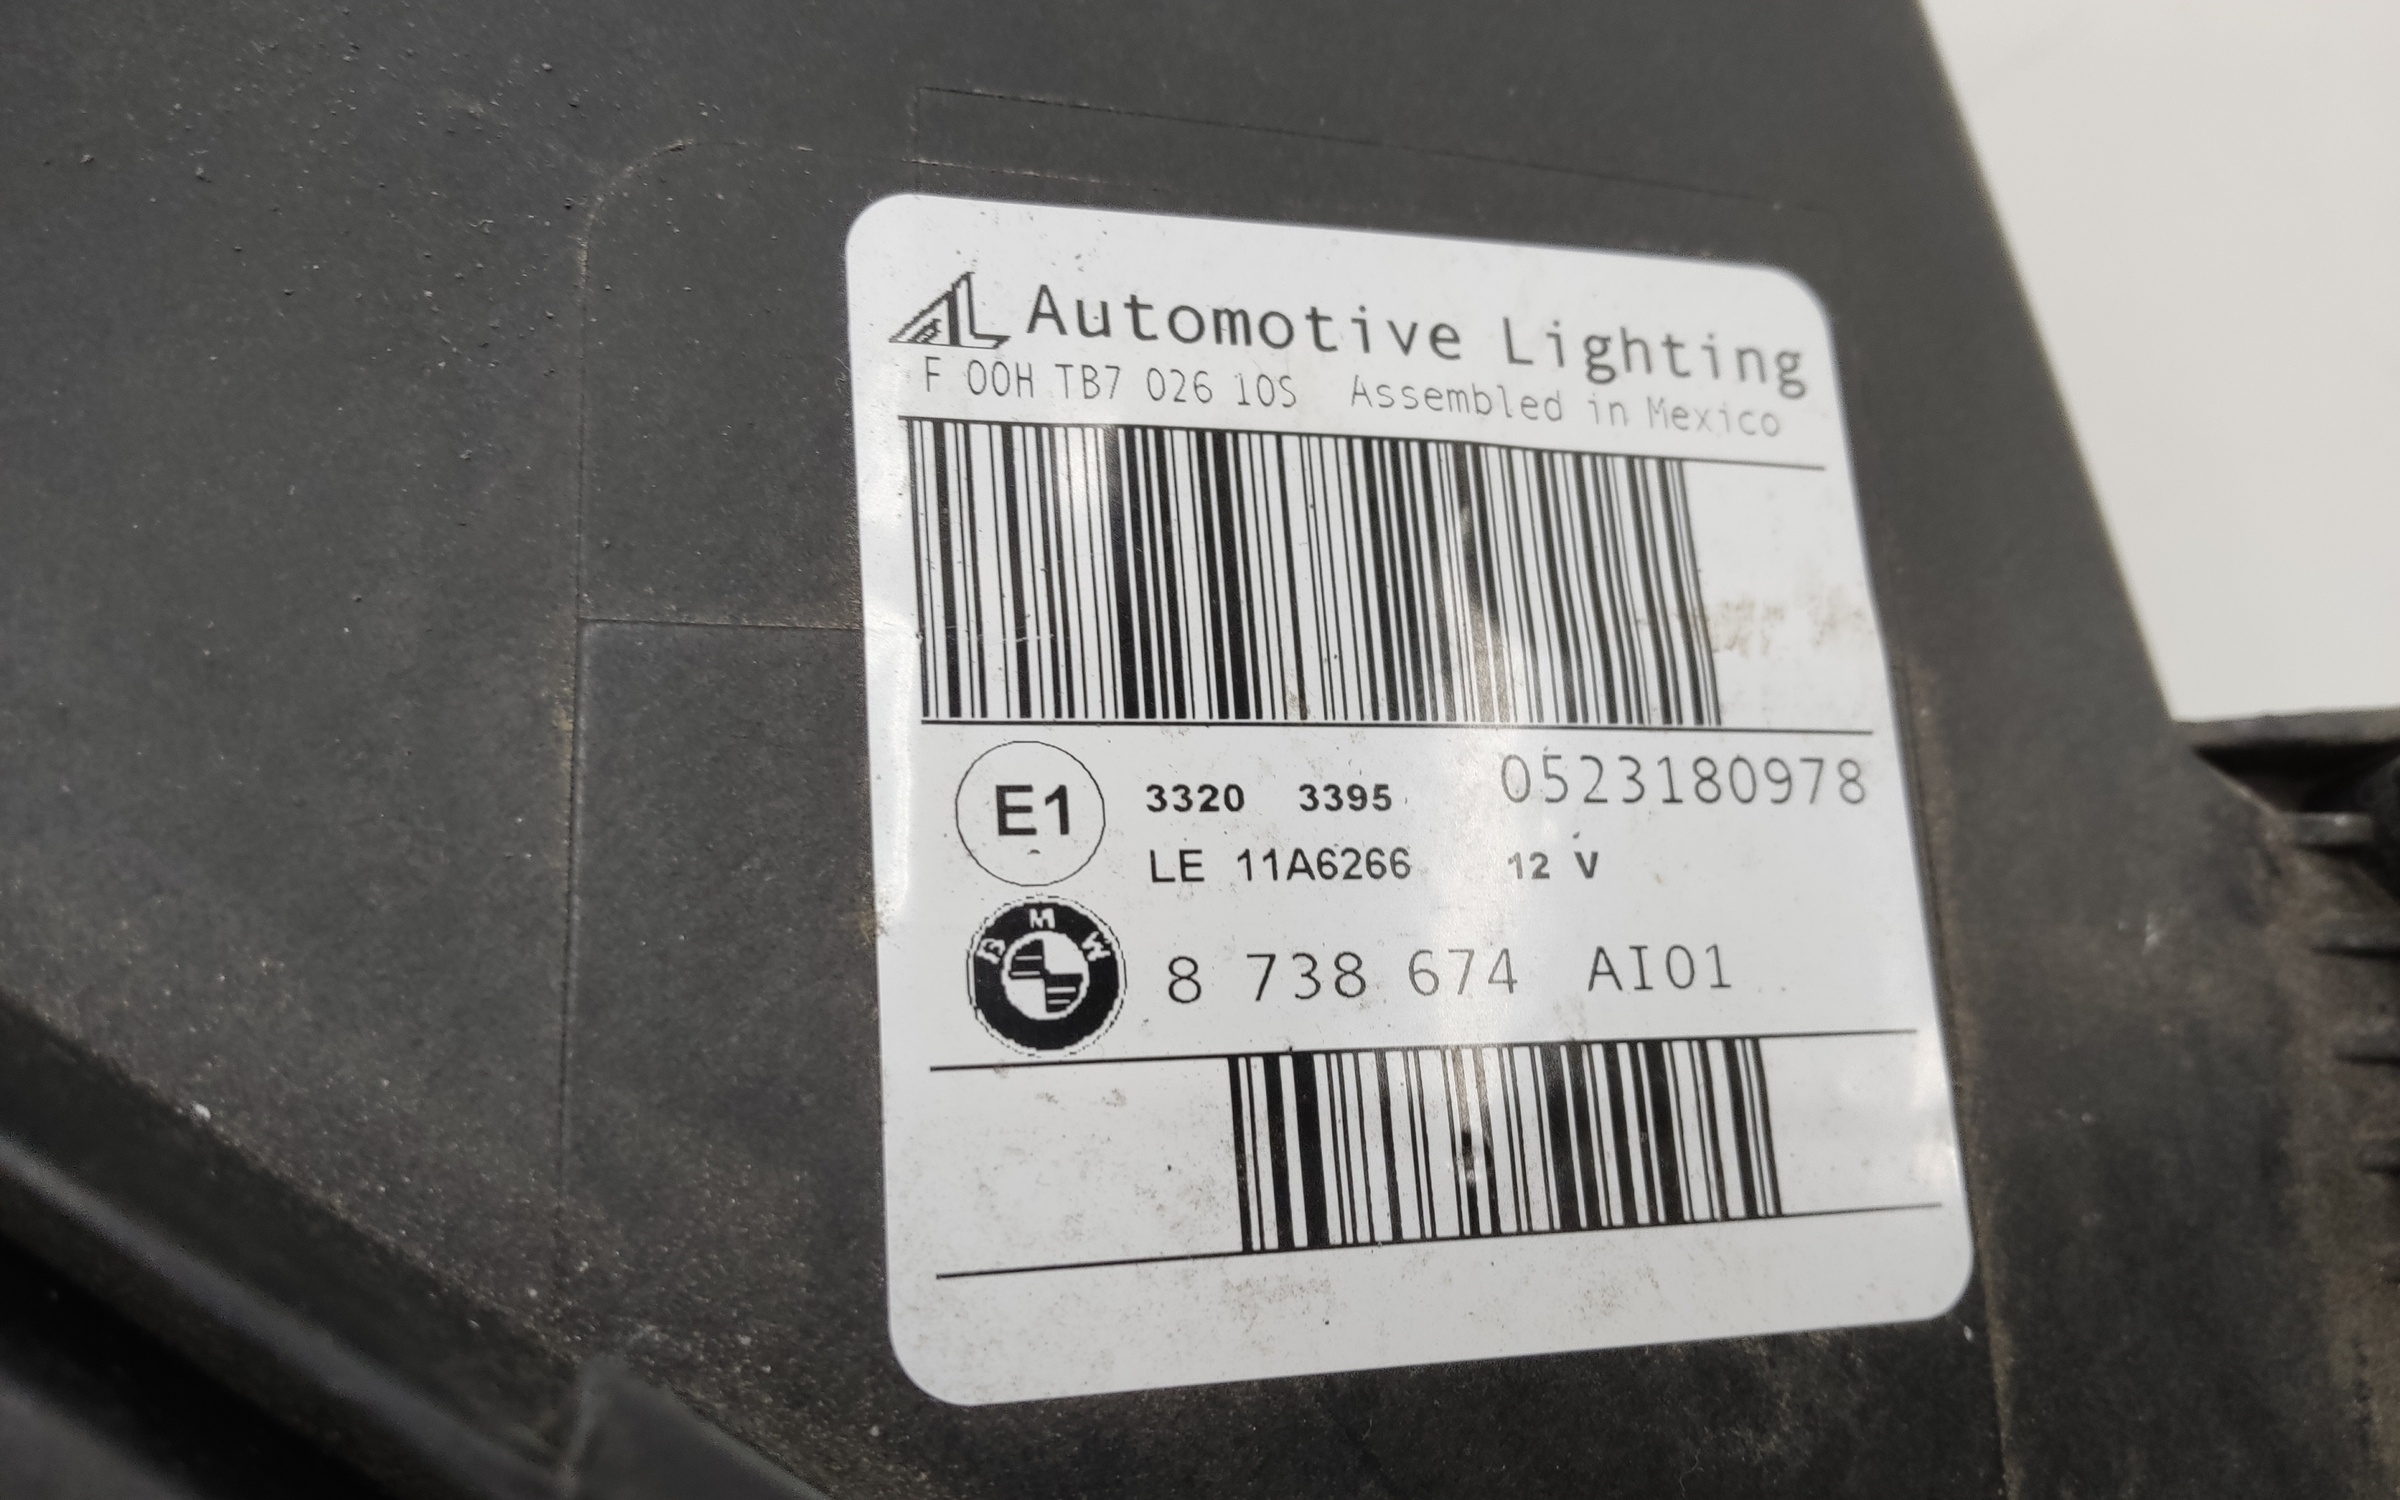 AL Automotive Lighting
F 00H TB7 026 10S Assembled in Mexico
E1 3320 3395 0523180978
LE 11A6266 12 V
BMW 8 738 674 AI01